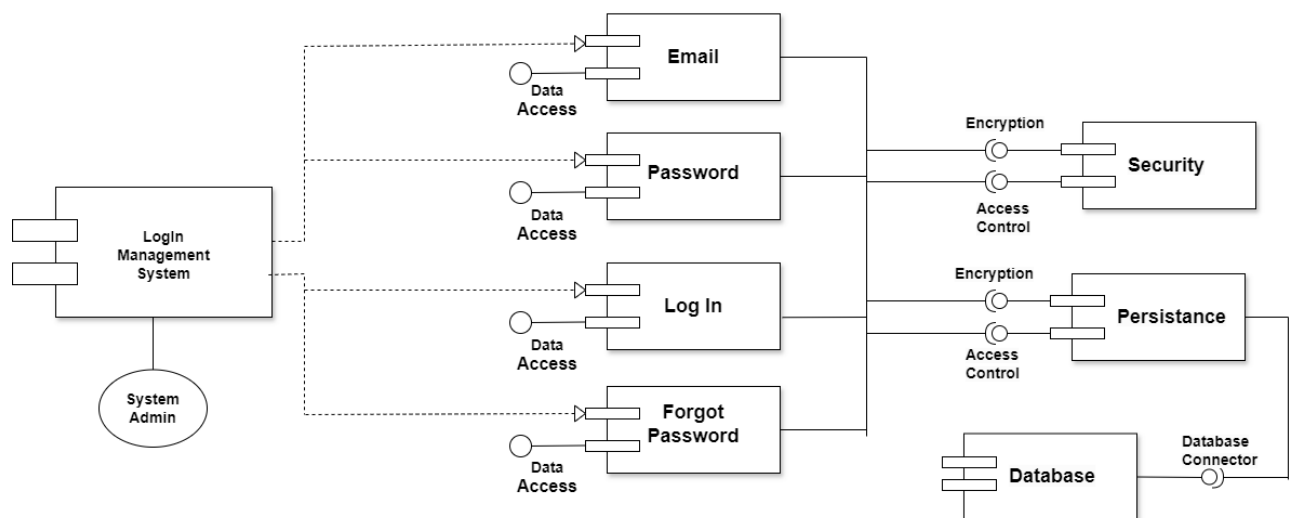 Email
Data
Access
Password
Data
Access
LogIn
Management
System
System
Admin
Log In
Data
Access
Forgot
Password
Data
Access
Encryption
Security
Access
Control
Encryption
Persistance
Access
Control
Database
Connector
Database